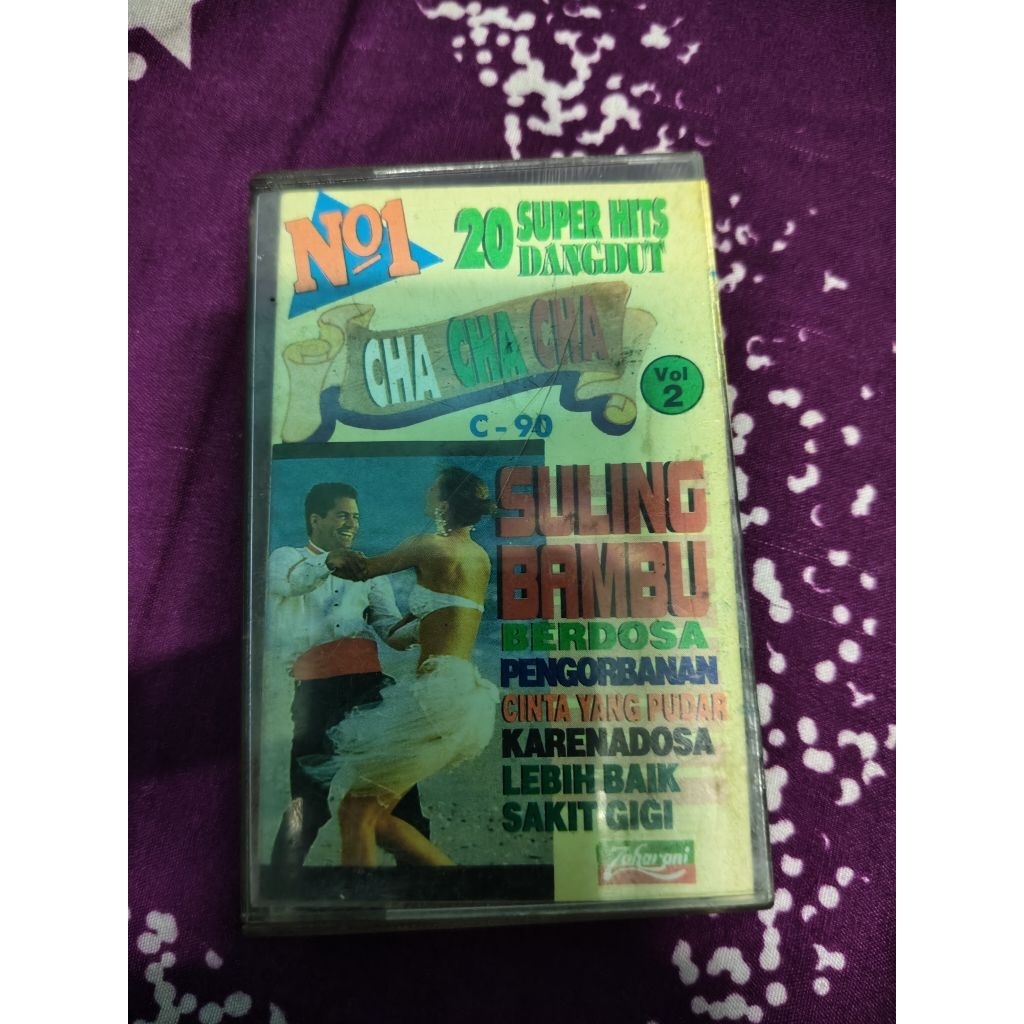 No1
20 SUPER HITS
DANGDUT
CHA CHA CHA
Vol
2
C-90
SULING
BAMBU
BERDOSA
PENGORBANAN
CINTA YANG PUDAR
KARENADOSA
LEBIH BAIK
SAKIT GIGI
Zaharani